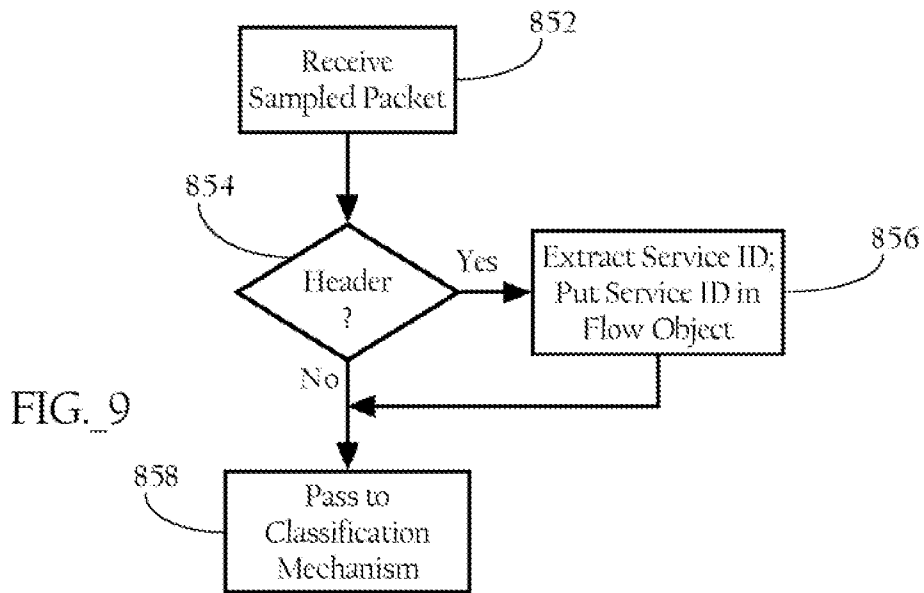 852
Receive
Sampled Packet
854
Header
?
Yes
Extract Service ID;
Put Service ID in
Flow Object
856
No
FIG._9
858
Pass to
Classification
Mechanism